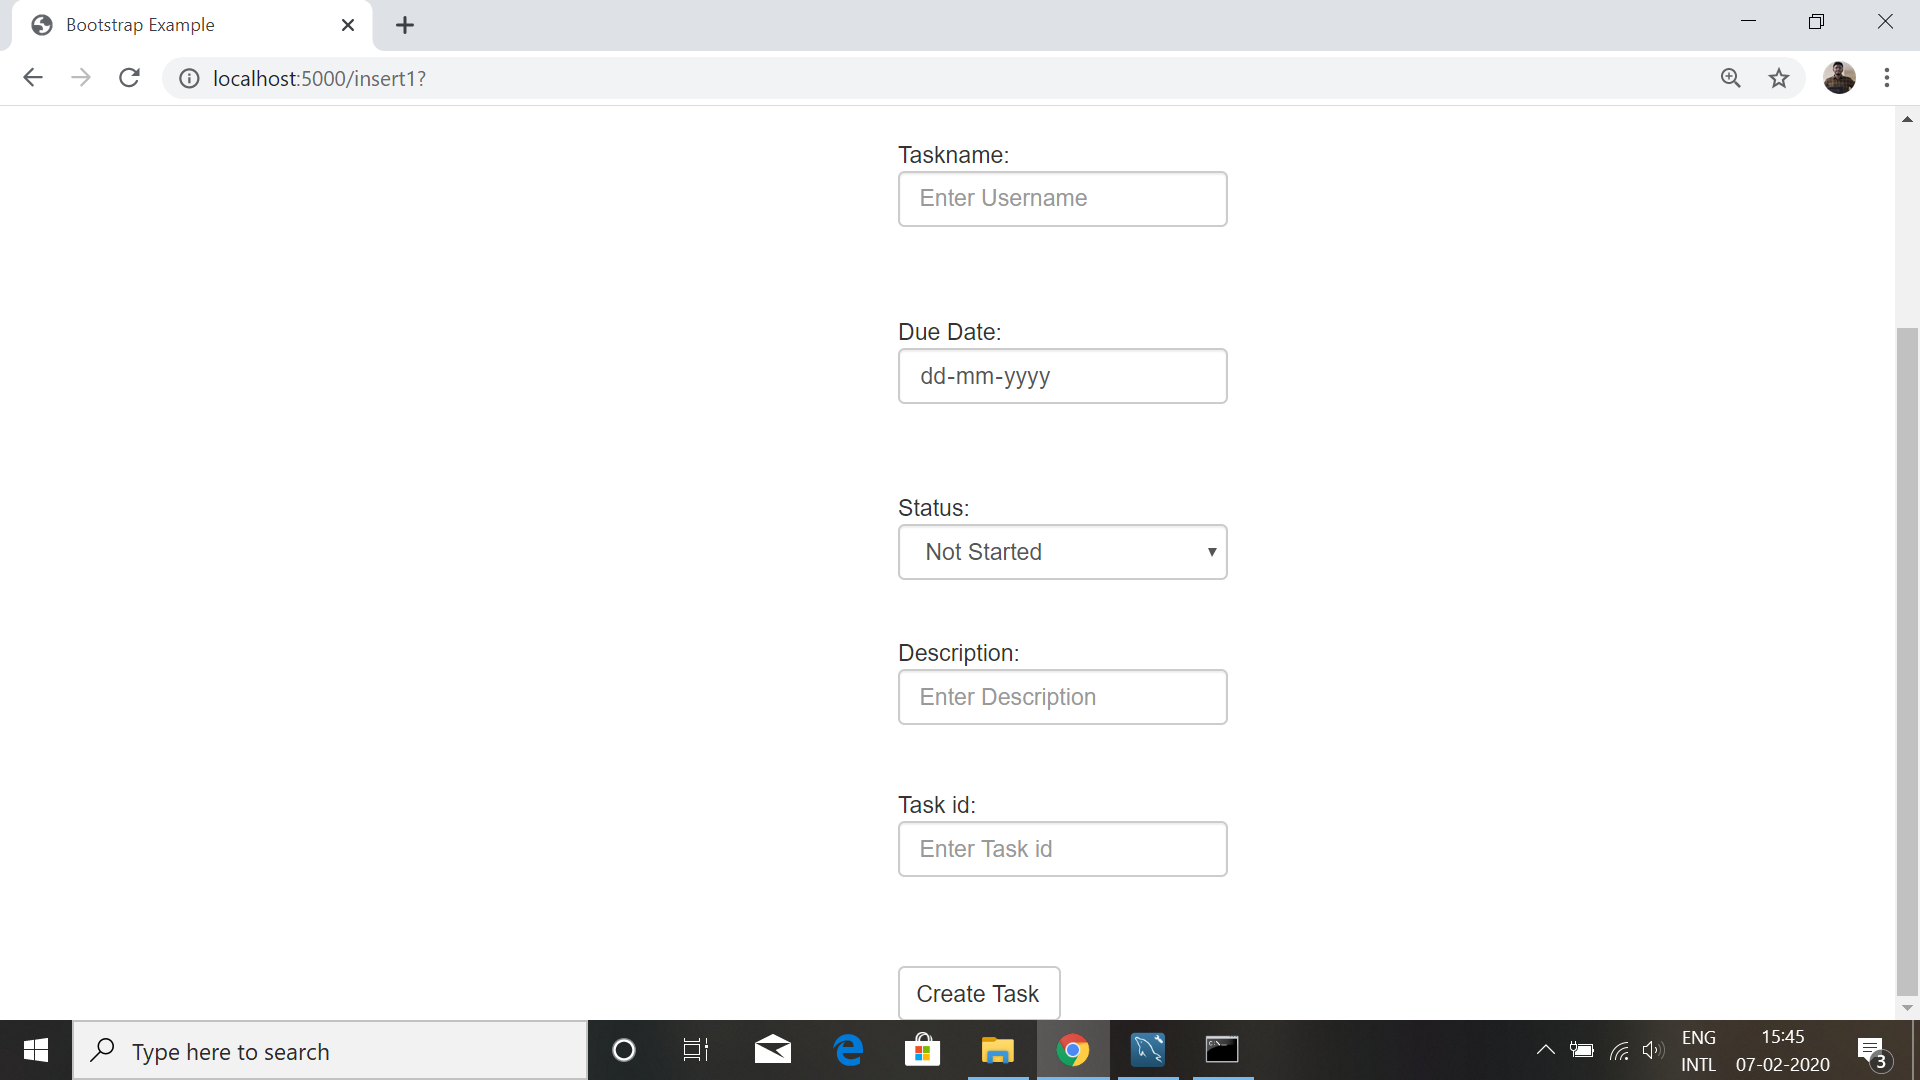 Bootstrap Example
localhost:5000/insert1?
Taskname:
Enter Username
Due Date:
dd-mm-yyyy
Status:
Not Started
Description:
Enter Description
Task id:
Enter Task id
Create Task
Type here to search
ENG
INTL
15:45
07-02-2020
3